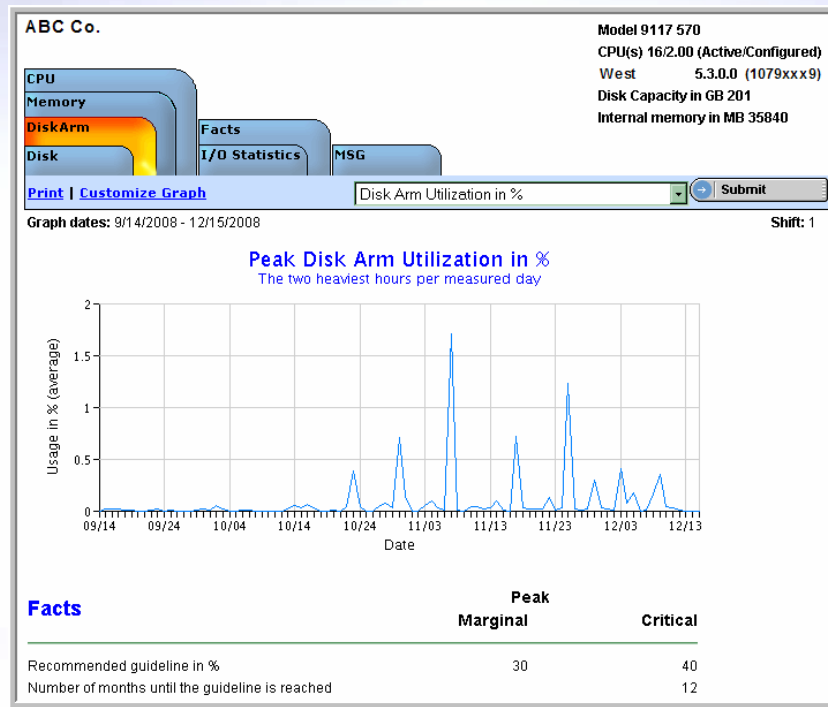 ABC Co.
Model 9117 570
CPU(s) 16/2.00 (Active/Configured)
West 5.3.0.0 (1079xxx9)
Disk Capacity in GB 201
Internal memory in MB 35840
CPU
Memory
DiskArm
Disk
Facts
I/O Statistics
MSG
Print | Customize Graph
Disk Arm Utilization in %
Submit
Graph dates: 9/14/2008 - 12/15/2008
Shift: 1
Peak Disk Arm Utilization in %
The two heaviest hours per measured day
Usage in % (average)
2
1.5
1
0.5
0
09/14 09/24 10/04 10/14 10/24 11/03 11/13 11/23 12/03 12/13
Date
Facts
Peak
Marginal Critical
Recommended guideline in % 30 40
Number of months until the guideline is reached 12